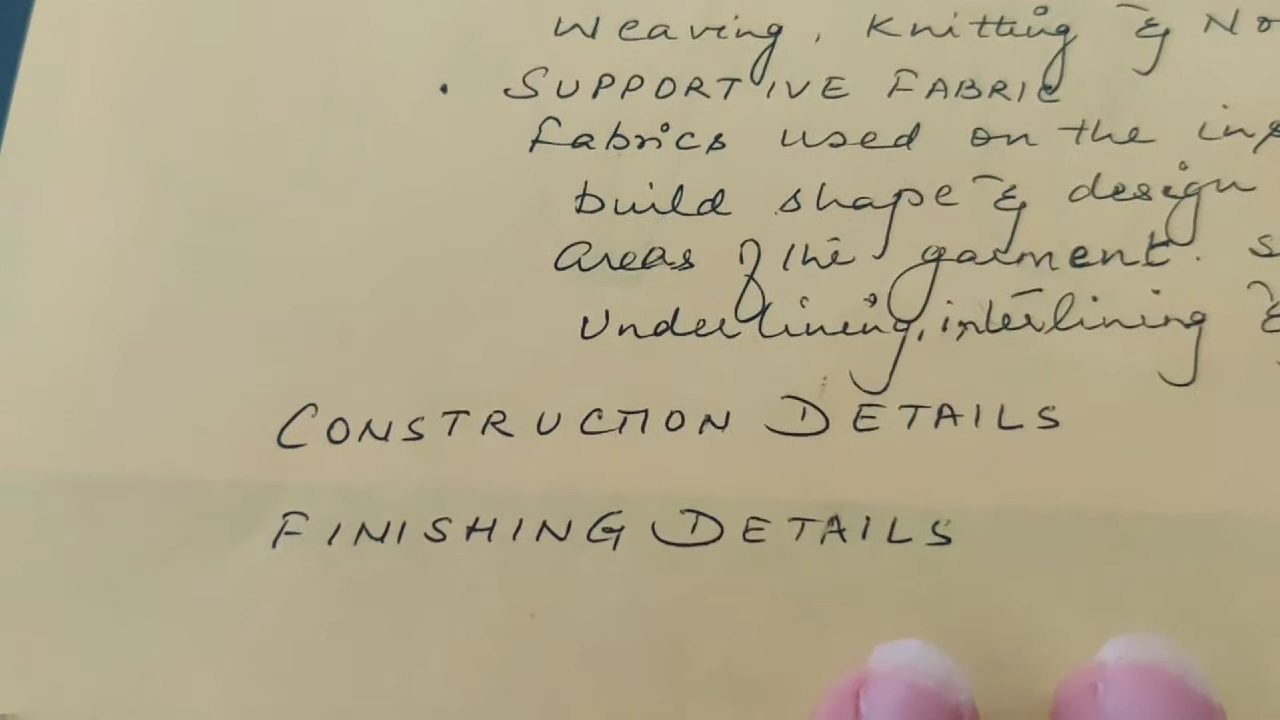 Weaving, Knitting &
• SUPPORTIVE FABRIC
fabrics used on the
build shape & design
areas of the garment.
Underlining, interlining &
CONSTRUCTION DETAILS
FINISHING DETAILS